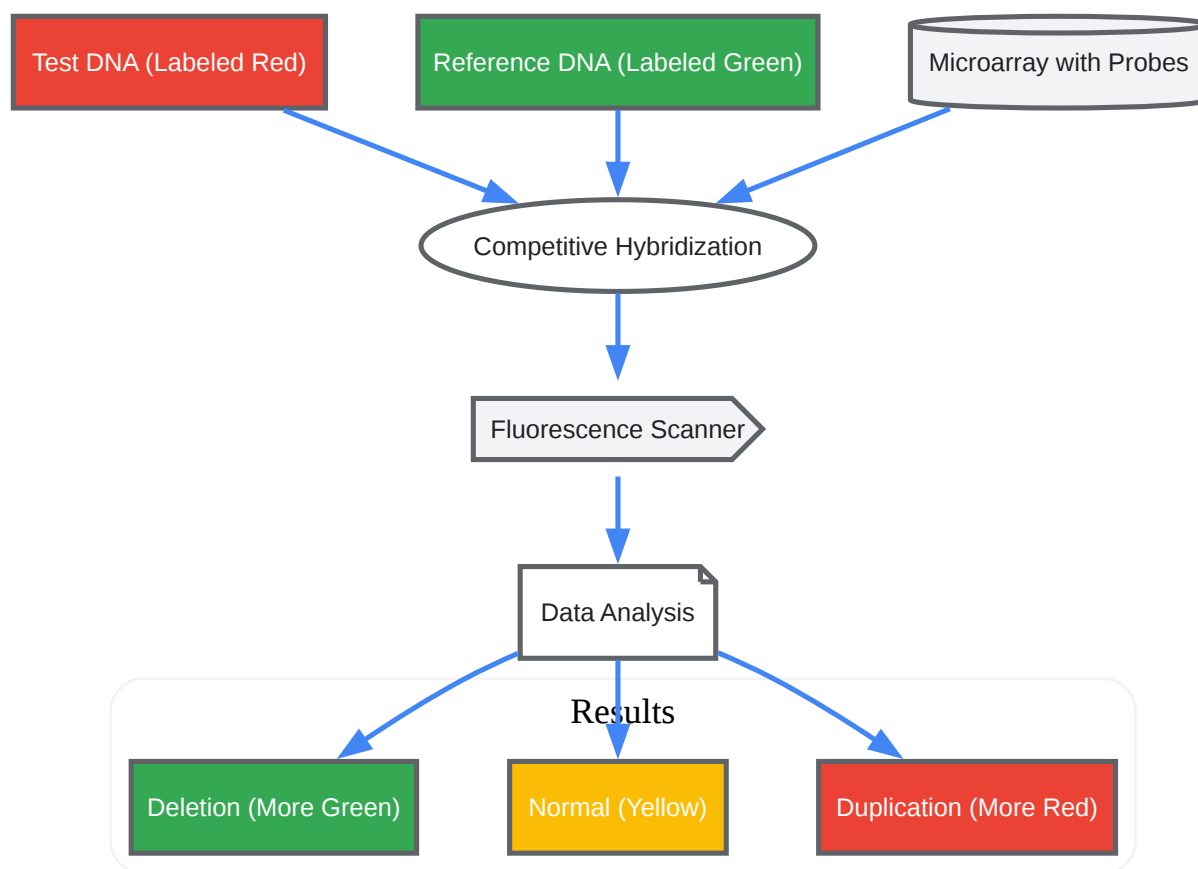 Test DNA (Labeled Red)
Reference DNA (Labeled Green)
Microarray with Probes
Competitive Hybridization
Fluorescence Scanner
Data Analysis
Results
Deletion (More Green)
Normal (Yellow)
Duplication (More Red)